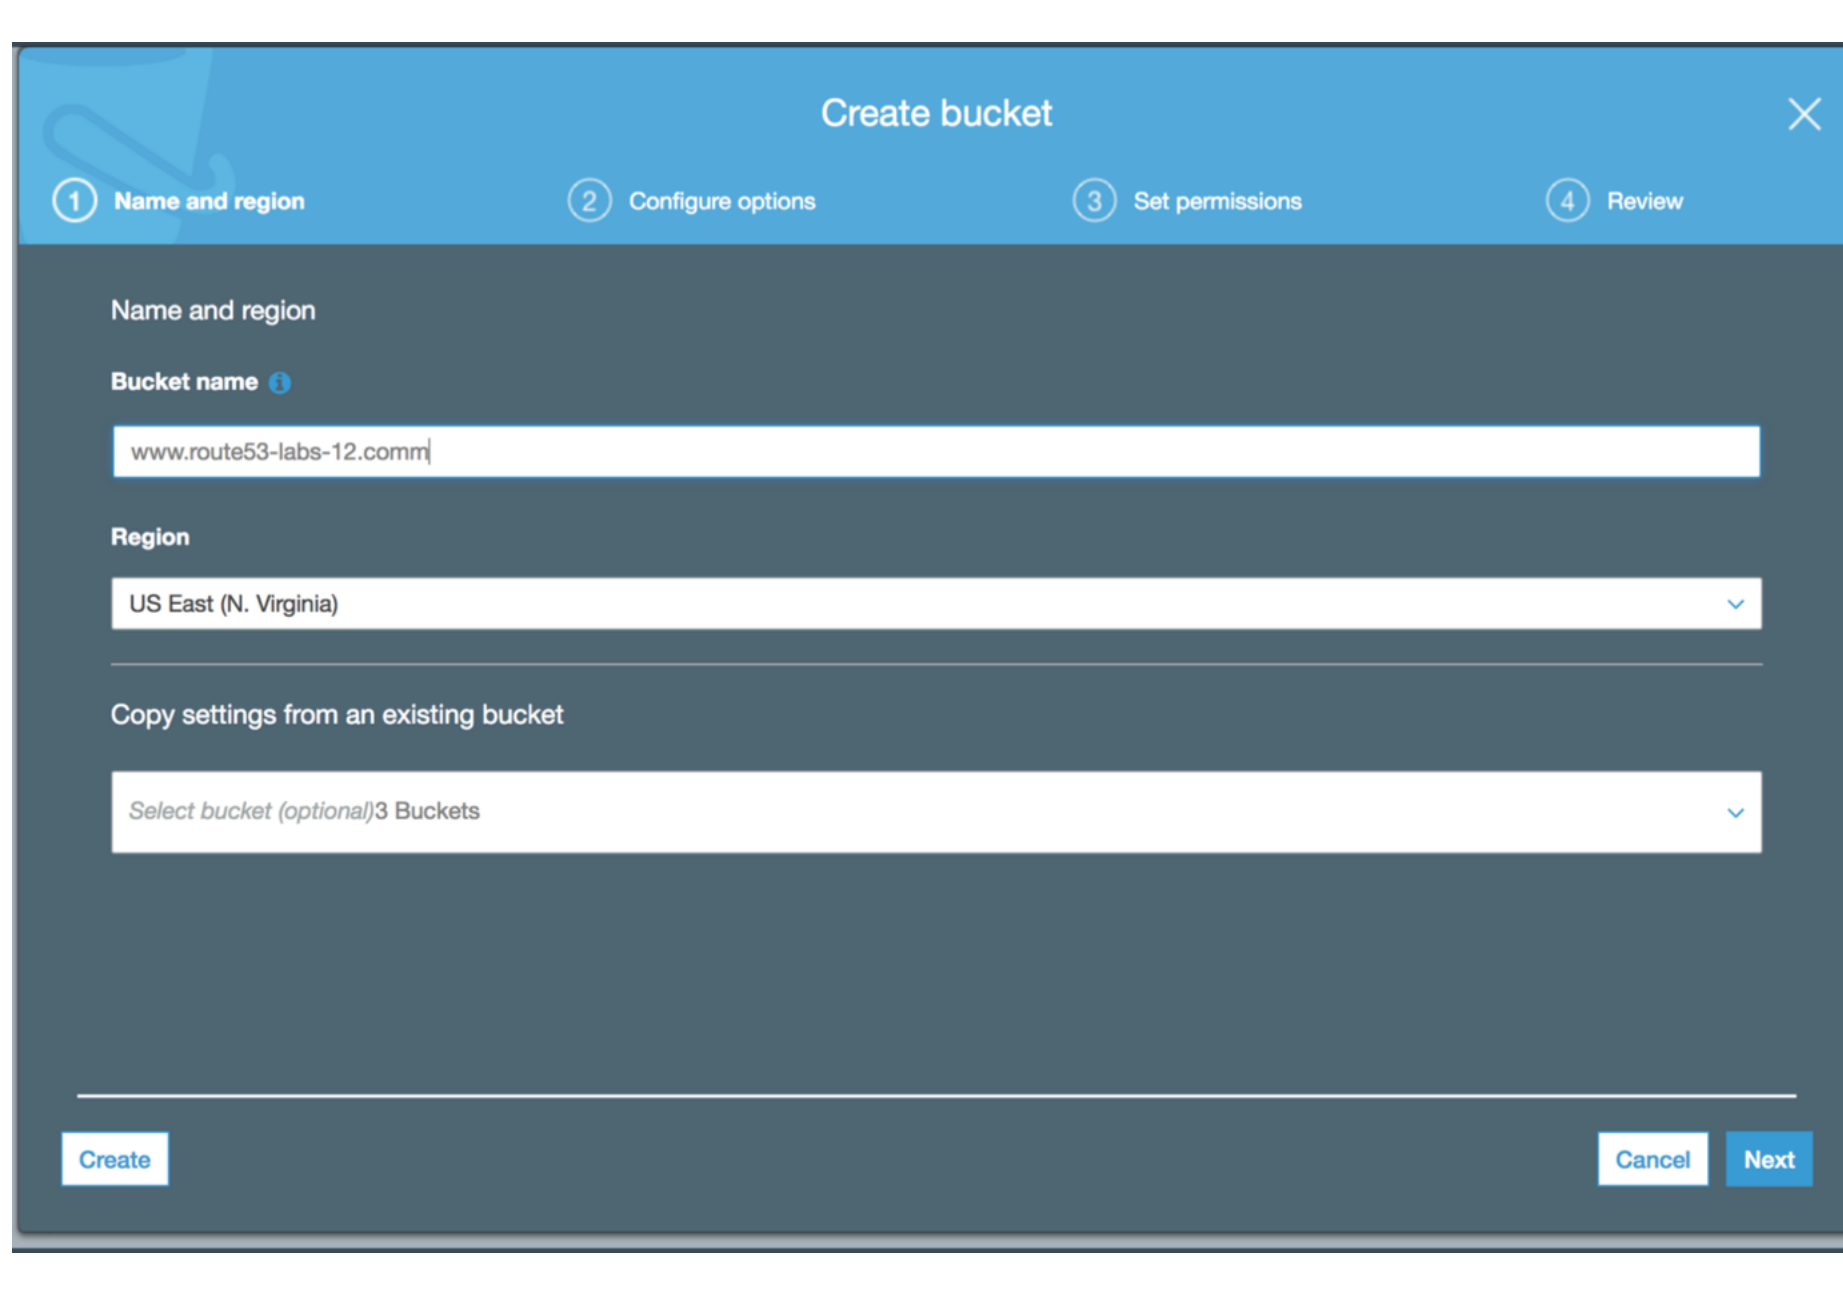 Create bucket
1 Name and region
2 Configure options
3 Set permissions
4 Review
Name and region
Bucket name i
www.route53-labs-12.comm
Region
US East (N. Virginia)
Copy settings from an existing bucket
Select bucket (optional)3 Buckets
Create
Cancel
Next